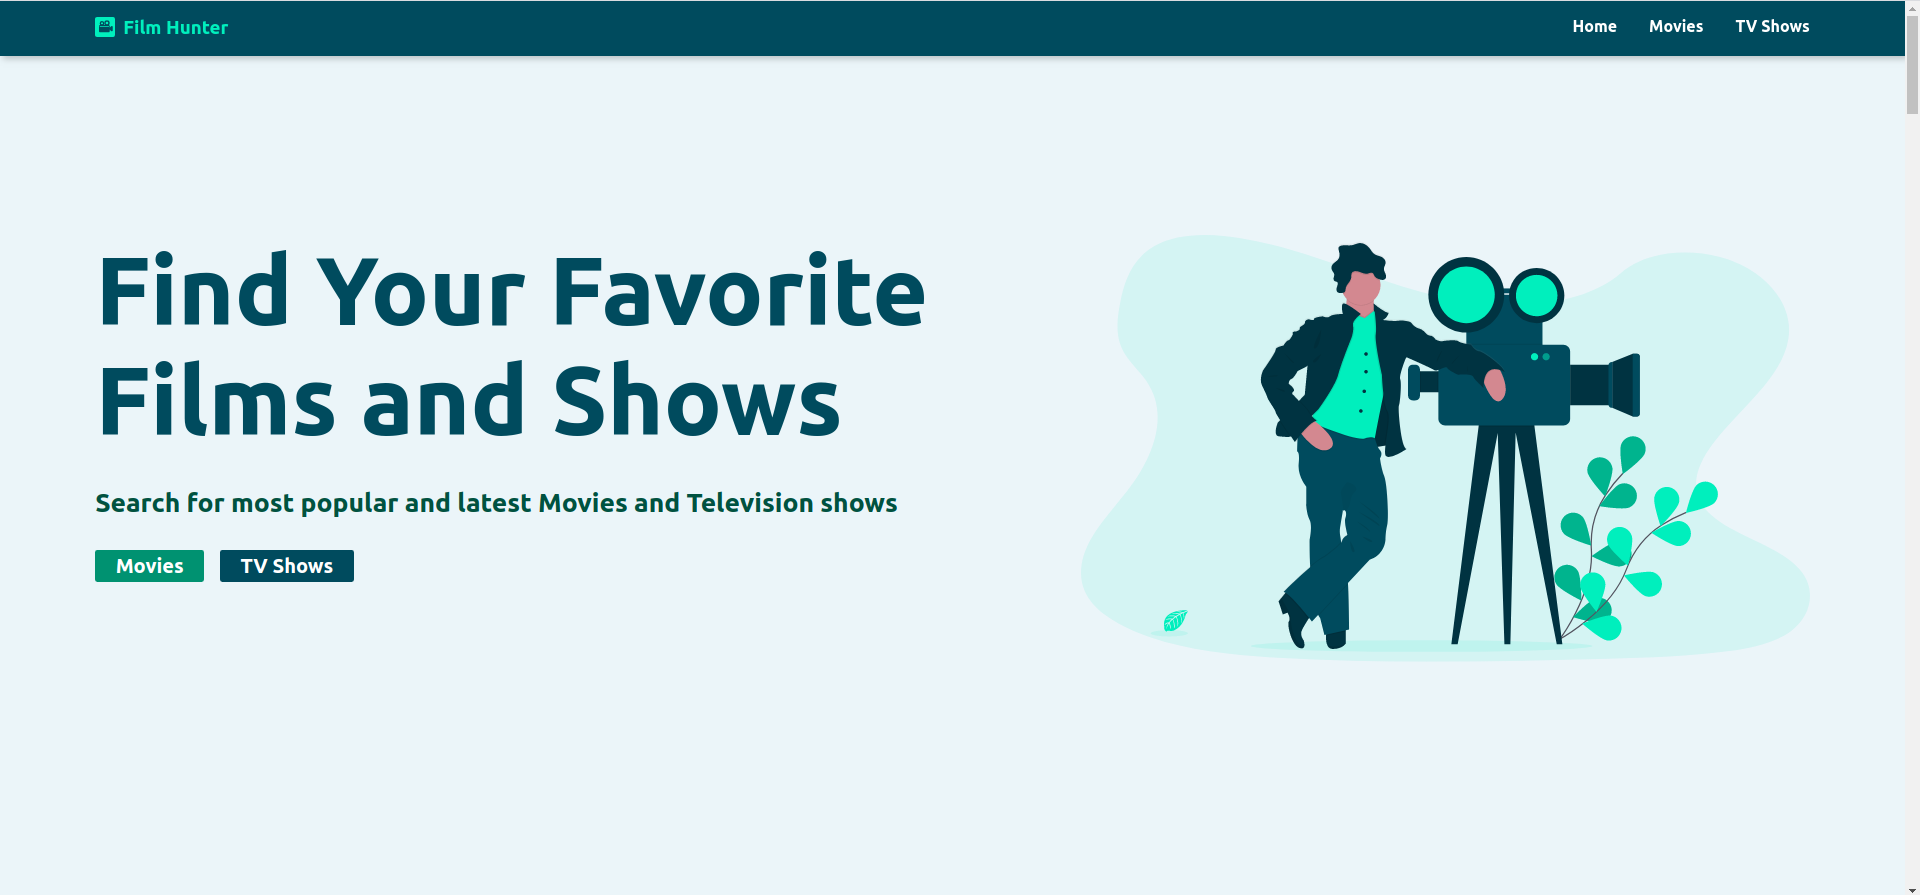 Film Hunter
Home
Movies
TV Shows
Find Your Favorite
Films and Shows
Search for most popular and latest Movies and Television shows
Movies
TV Shows